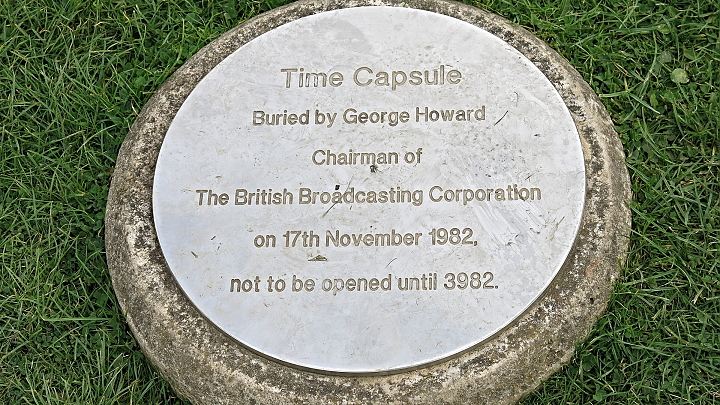 Time Capsule
Buried by George Howard
Chairman of
The British Broadcasting Corporation
on 17th November 1982,
not to be opened until 3982.